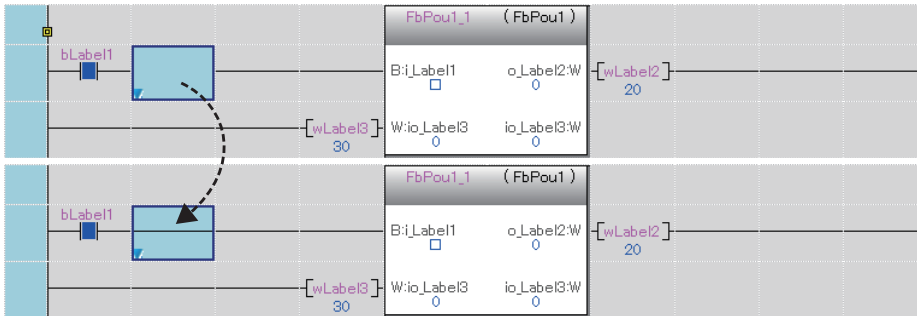 FbPou1_1 (FbPou1)
bLabel1
B:i_Label1 o_Label2:W wLabel2
0 20
wLabel3 W:io_Label3 io_Label3:W
30 0 0
FbPou1_1 (FbPou1)
bLabel1
B:i_Label1 o_Label2:W wLabel2
0 20
wLabel3 W:io_Label3 io_Label3:W
30 0 0